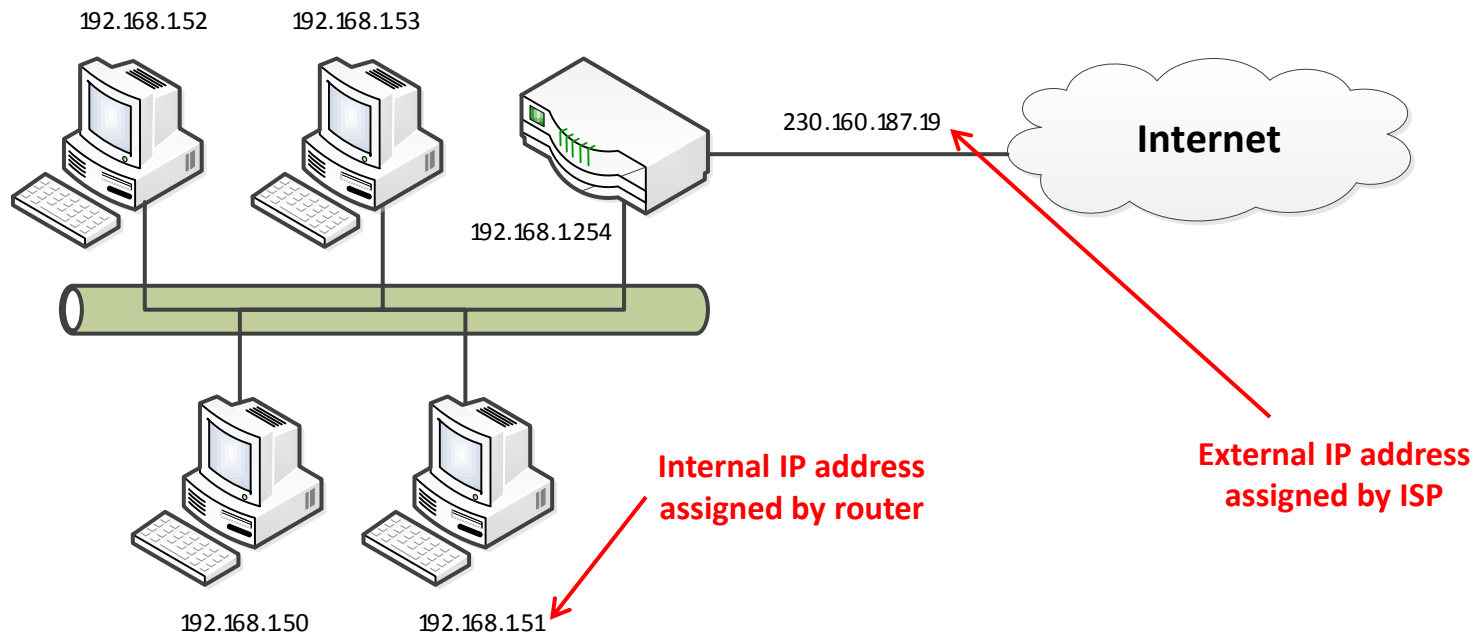 192.168.1.52
192.168.1.53
230.160.187.19
Internet
192.168.1.254
Internal IP address
assigned by router
External IP address
assigned by ISP
192.168.1.50
192.168.1.51